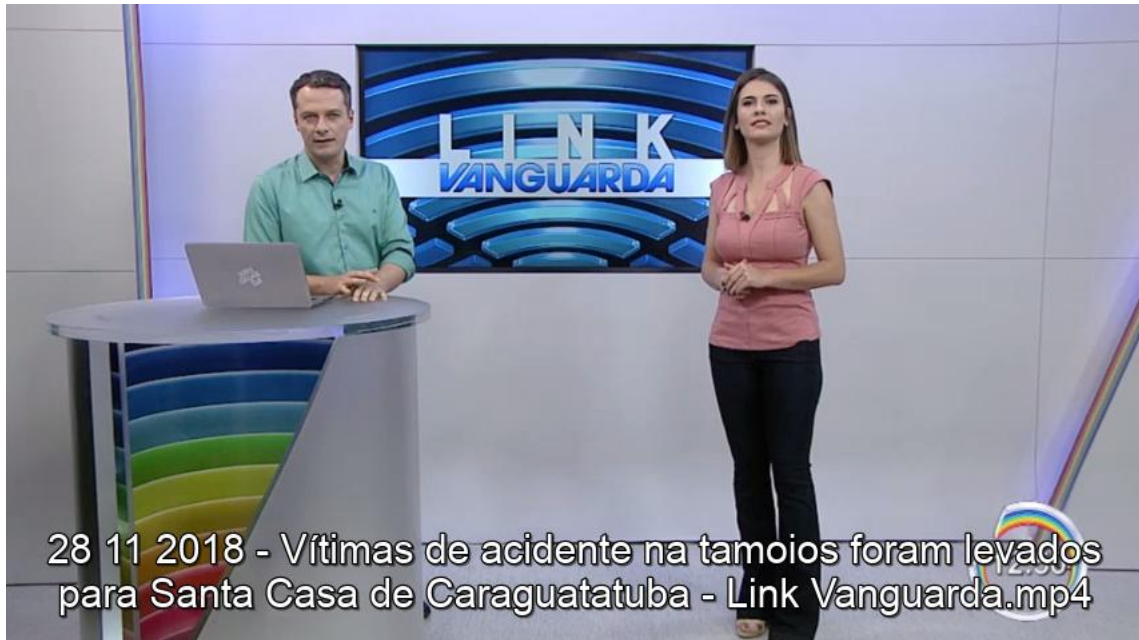 LINK
VANGUARDA
28 11 2018 - Vítimas de acidente na tamoios foram levados
para Santa Casa de Caraguatatuba - Link Vanguarda.mp4